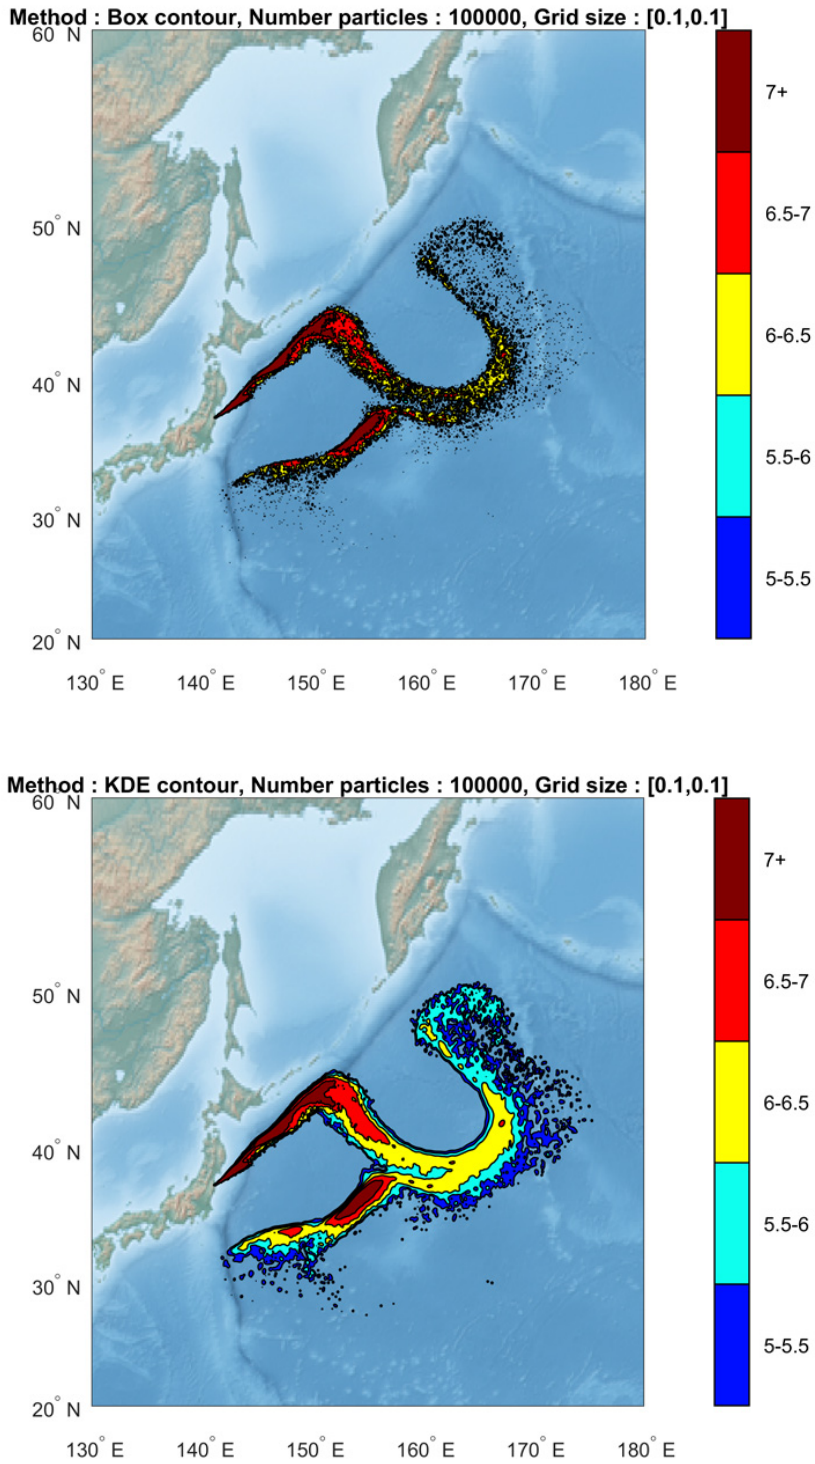 Method : Box contour, Number particles : 100000, Grid size : [0.1,0.1]
60° N
50° N
40° N
30° N
20° N
130° E 140° E 150° E 160° E 170° E 180° E
7+
6.5-7
6-6.5
5.5-6
5-5.5
Method : KDE contour, Number particles : 100000, Grid size : [0.1,0.1]
60° N
50° N
40° N
30° N
20° N
130° E 140° E 150° E 160° E 170° E 180° E
7+
6.5-7
6-6.5
5.5-6
5-5.5